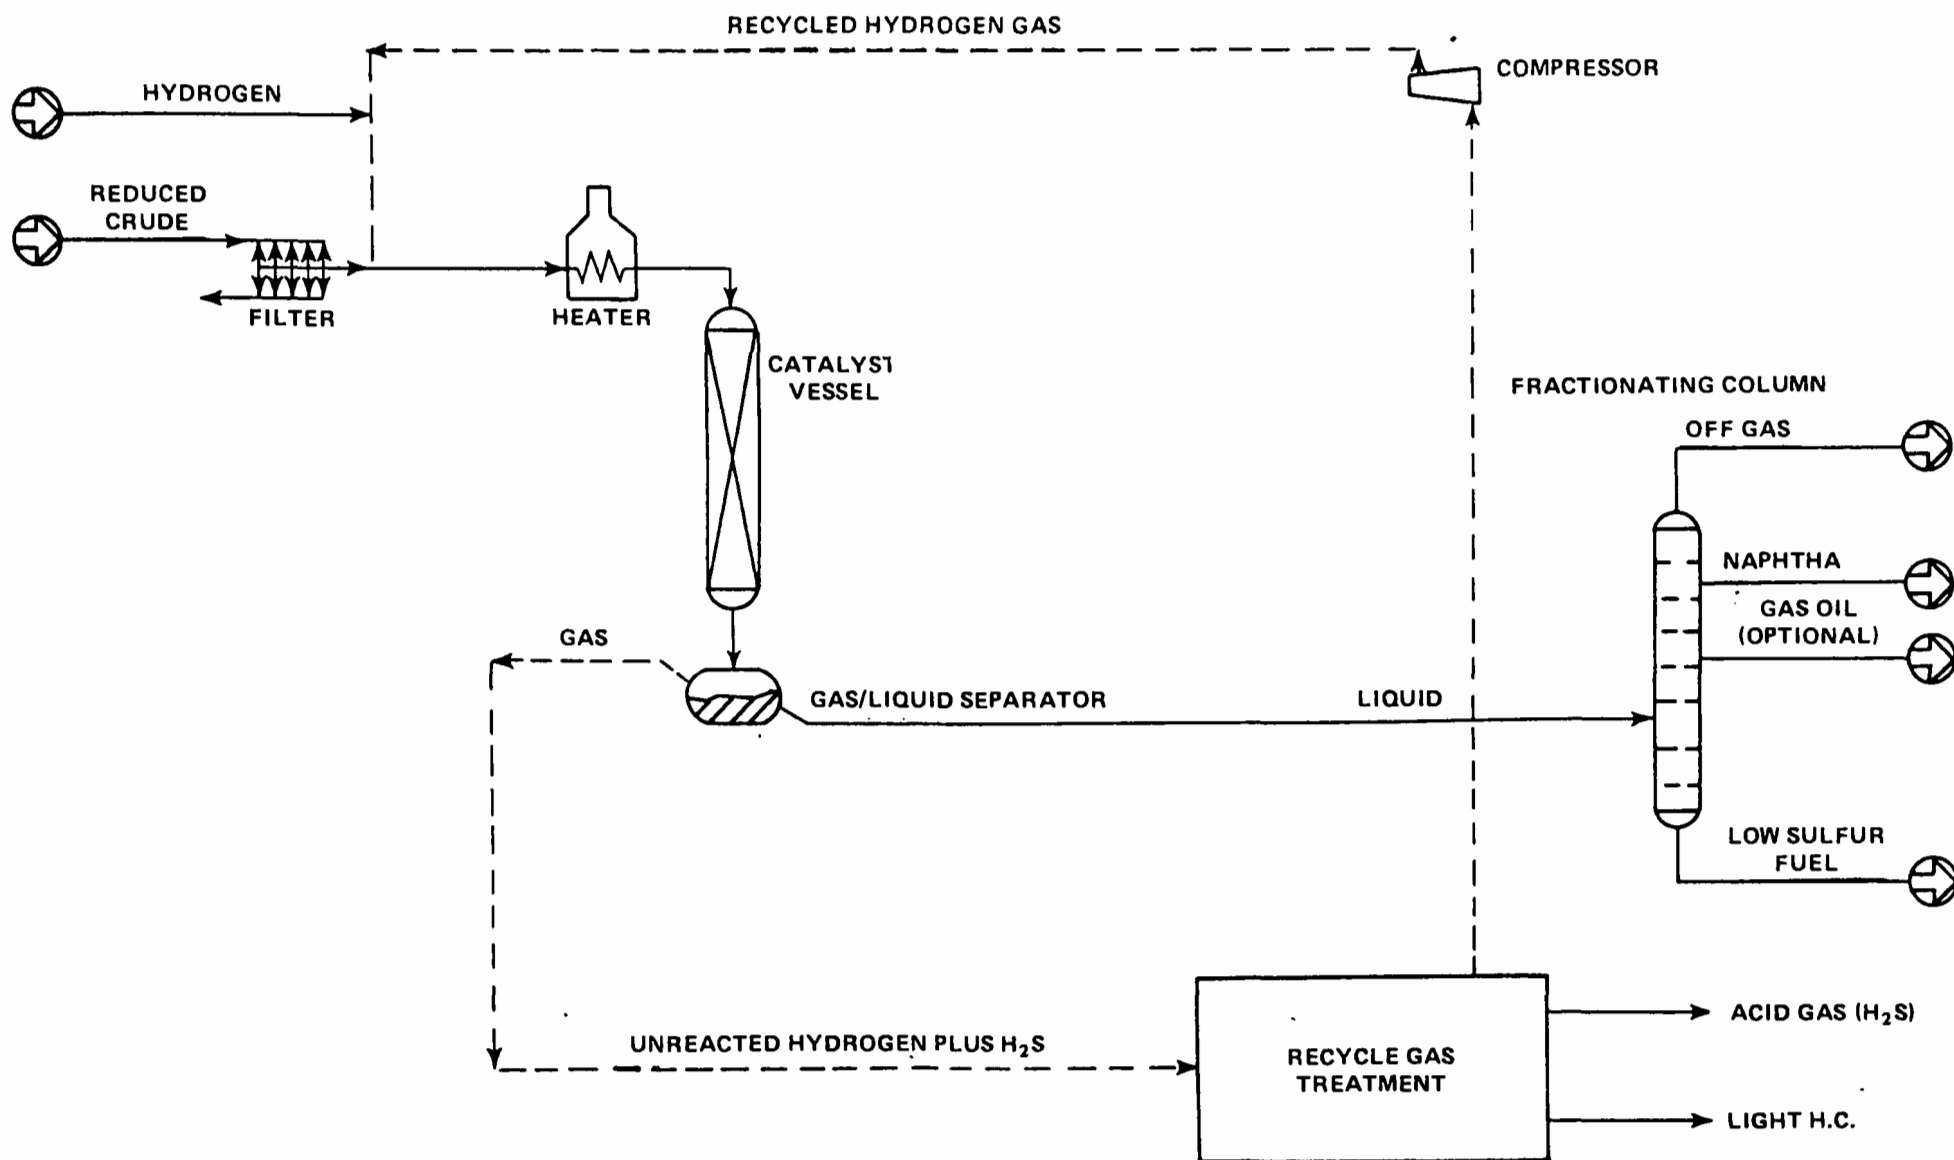 RECYCLED HYDROGEN GAS
COMPRESSOR
HYDROGEN
REDUCED
CRUDE
FILTER
HEATER
CATALYST
VESSEL
FRACTIONATING COLUMN
OFF GAS
NAPHTHA
GAS OIL
(OPTIONAL)
GAS
GAS/LIQUID SEPARATOR
LIQUID
LOW SULFUR
FUEL
UNREACTED HYDROGEN PLUS H₂S
RECYCLE GAS
TREATMENT
ACID GAS (H₂S)
LIGHT H.C.